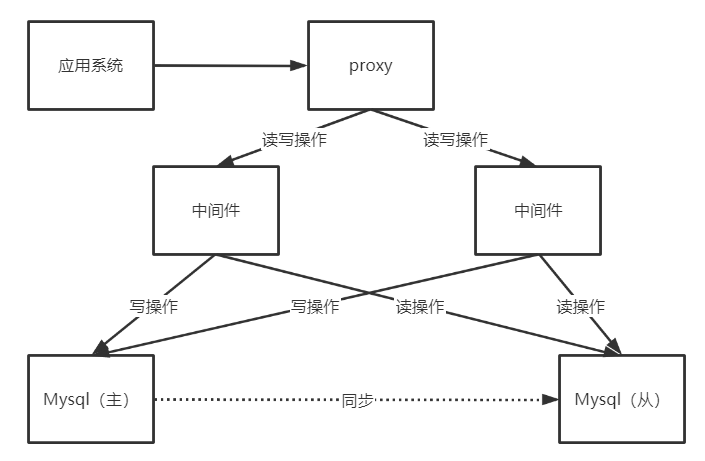 应用系统
proxy
读写操作
读写操作
中间件
中间件
写操作
写操作
读操作
读操作
Mysql（主）
同步
Mysql（从）